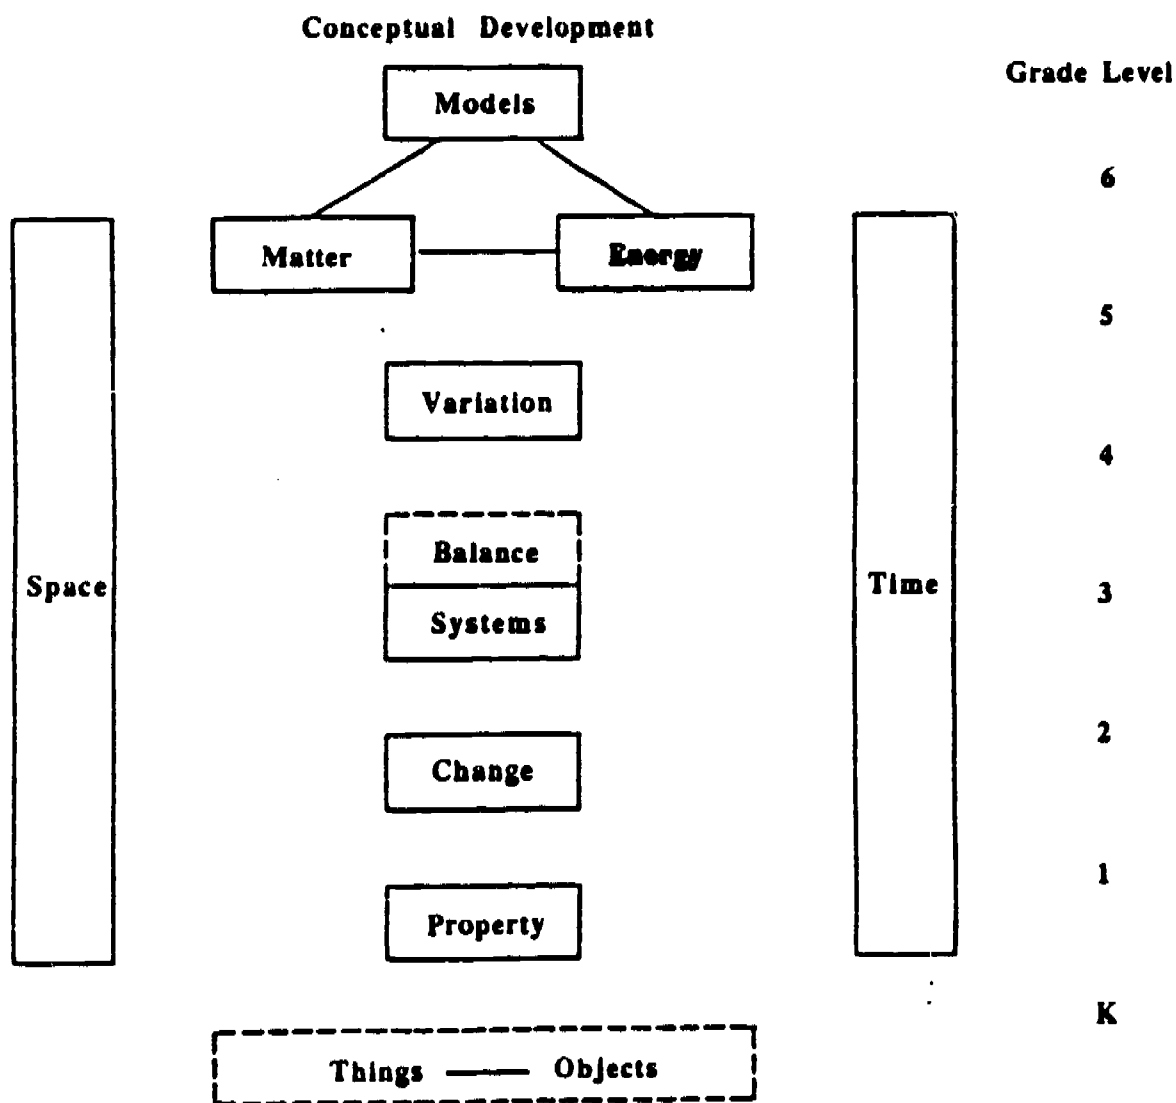 Conceptual Development
Grade Level
Models
6
Matter
Energy
5
Variation
4
Balance
Space
Time
3
Systems
2
Change
1
Property
K
Things — Objects